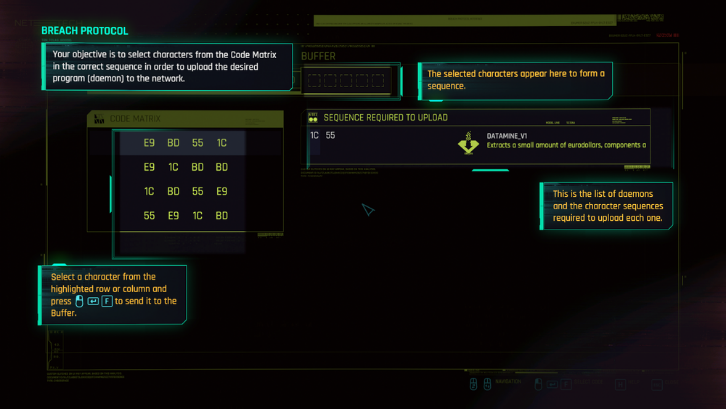 BREACH PROTOCOL
Your objective is to select characters from the Code Matrix
in the correct sequence in order to upload the desired
program (daemon) to the network.
BUFFER
The selected characters appear here to form a
sequence.
CODE MATRIX
E9 BD 55 1C
E9 1C BD BD
1C BD 55 E9
55 E9 1C BD
SEQUENCE REQUIRED TO UPLOAD
1C 55
DATAMINE_V1
Extracts a small amount of eurodollars, components a
This is the list of daemons
and the character sequences
required to upload each one.
Select a character from the
highlighted row or column and
press F to send it to the
Buffer.